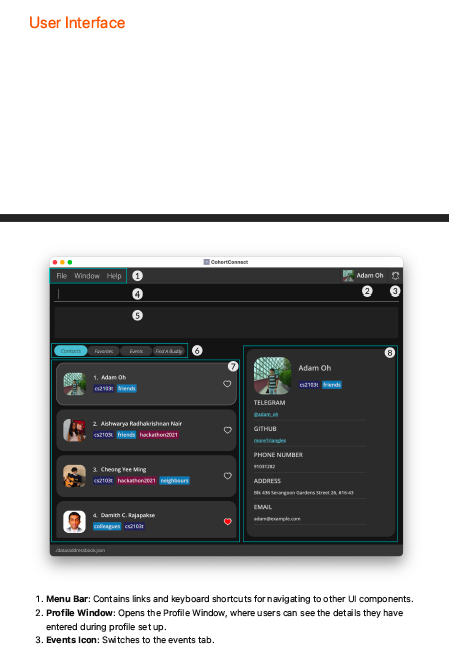 User Interface
CohortConnect
File Window Help 1 Adam Oh
2 3
4
5
Contacts Favorites Events Find A Buddy 6
7 8
1. Adam Oh
cs2103t friends
2. Aishwarya Radhakrishnan Nair
cs2103t friends hackathon2021
3. Cheong Yee Ming
cs2103t hackathon2021 neighbours
4. Damith C. Rajapakse
colleagues cs2103t
Adam Oh
cs2103t friends
TELEGRAM
@adam_oh
GITHUB
moretriangles
PHONE NUMBER
91031282
ADDRESS
Blk 436 Serangoon Gardens Street 26, #16-43
EMAIL
adam@example.com
./data/addressbook.json
1. Menu Bar: Contains links and keyboard shortcuts for navigating to other UI components.
2. Profile Window: Opens the Profile Window, where users can see the details they have
entered during profile set up.
3. Events Icon: Switches to the events tab.